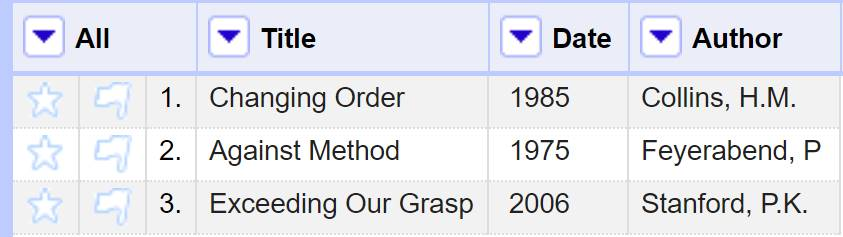 All Title Date Author
1. Changing Order 1985 Collins, H.M.
2. Against Method 1975 Feyerabend, P
3. Exceeding Our Grasp 2006 Stanford, P.K.